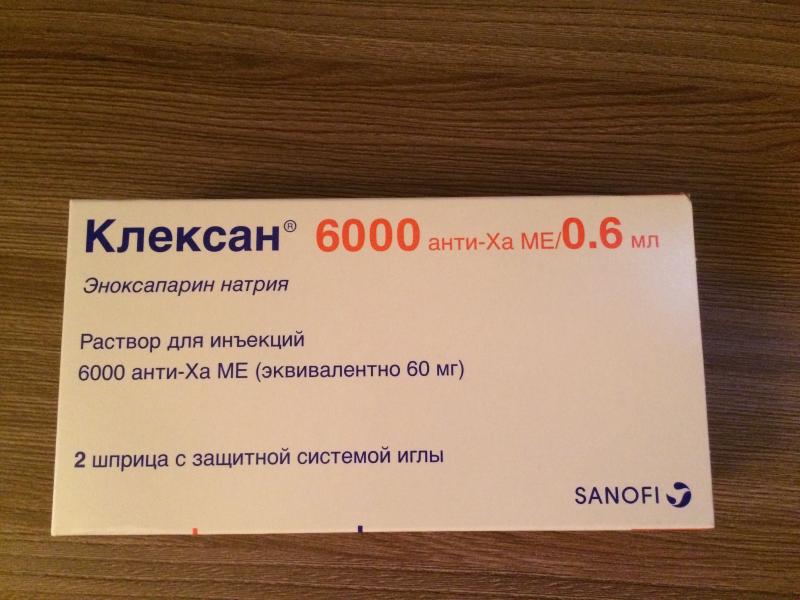 Клексан® 6000 анти-Ха МЕ/0.6 мл
Эноксапарин натрия
Раствор для инъекций
6000 анти-Ха МЕ (эквивалентно 60 мг)
2 шприца с защитной системой иглы
SANOFI